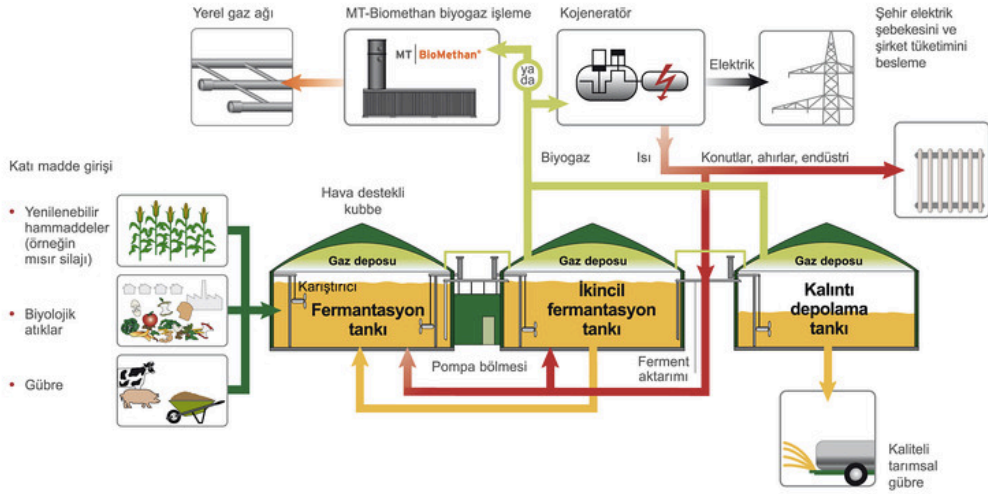 Yerel gaz ağı
MT-Biomethan biyogaz işleme
Kojeneratör
Şehir elektrik
şebekesini ve
şirket tüketimini
besleme
MT BioMethan®
ya da
Elektrik
Biyogaz
Isı
Konutlar, ahırlar, endüstri
Katı madde girişi
• Yenilenebilir
hammaddeler
(örneğin
mısır silajı)
• Biyolojik
atıklar
• Gübre
Hava destekli
kubbe
Gaz deposu
Gaz deposu
Gaz deposu
Karıştırıcı
Fermantasyon
tankı
İkincil
fermantasyon
tankı
Kalıntı
depolama
tankı
Pompa bölmesi
Ferment
aktarımı
Kaliteli
tarımsal
gübre